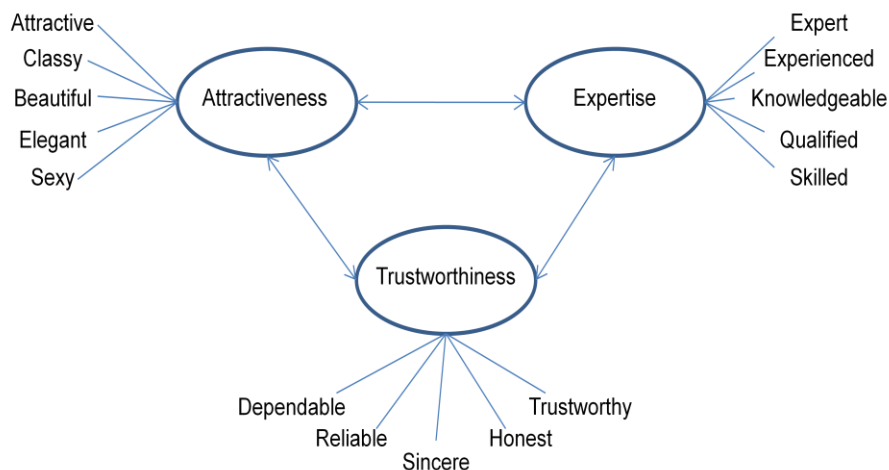 Attractive
Classy
Beautiful
Elegant
Sexy
Attractiveness
Expertise
Expert
Experienced
Knowledgeable
Qualified
Skilled
Trustworthiness
Dependable
Reliable
Sincere
Honest
Trustworthy